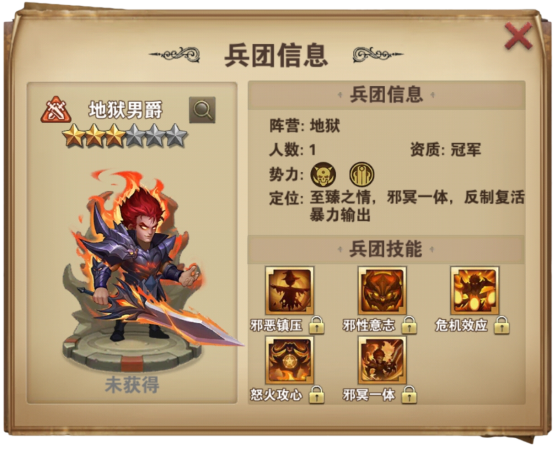 兵团信息
地狱男爵
未获得
兵团信息
阵营: 地狱
人数: 1 资质: 冠军
势力:
定位: 至臻之情，邪冥一体，反制复活
暴力输出
兵团技能
邪恶镇压 邪性意志 危机效应
怒火攻心 邪冥一体